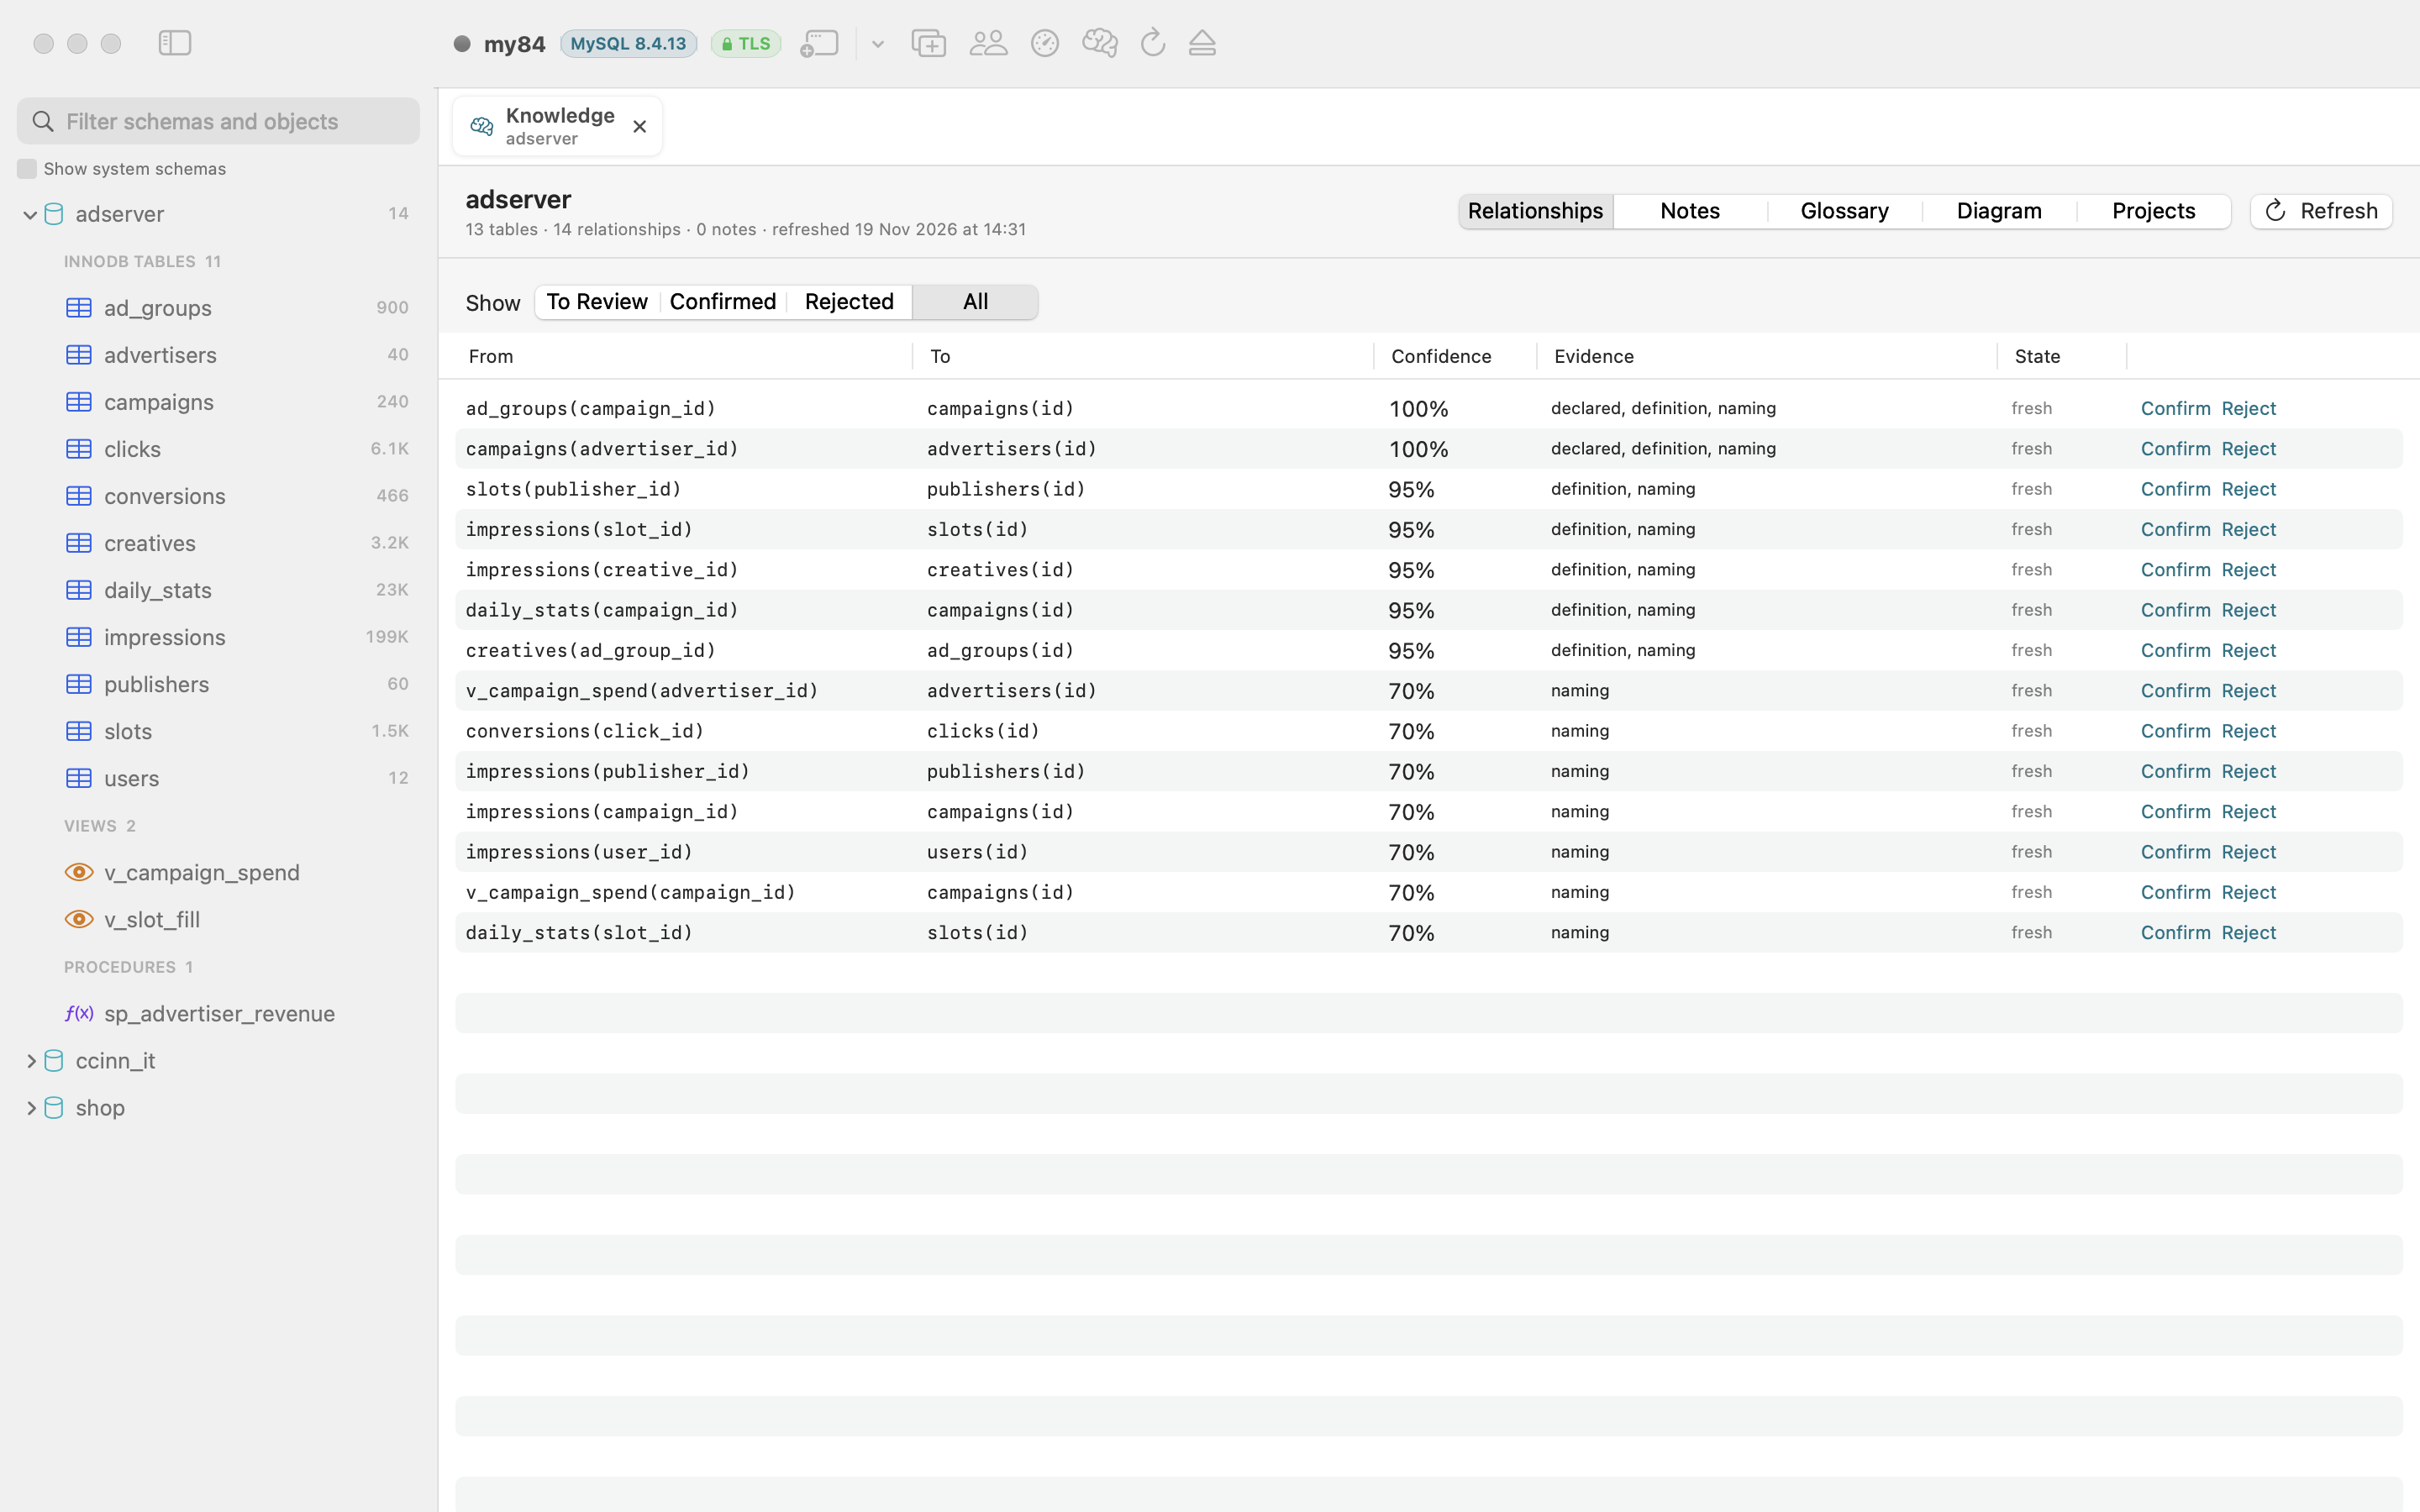 my84 MySQL 8.4.13 TLS
Filter schemas and objects
Show system schemas
adserver 14
INNODB TABLES 11
ad_groups 900
advertisers 40
campaigns 240
clicks 6.1K
conversions 466
creatives 3.2K
daily_stats 23K
impressions 199K
publishers 60
slots 1.5K
users 12
VIEWS 2
v_campaign_spend
v_slot_fill
PROCEDURES 1
f(x) sp_advertiser_revenue
ccinn_it
shop
Knowledge
adserver
adserver
13 tables · 14 relationships · 0 notes · refreshed 19 Nov 2026 at 14:31
Relationships Notes Glossary Diagram Projects Refresh
Show To Review Confirmed Rejected All
From To Confidence Evidence State
ad_groups(campaign_id) campaigns(id) 100% declared, definition, naming fresh Confirm Reject
campaigns(advertiser_id) advertisers(id) 100% declared, definition, naming fresh Confirm Reject
slots(publisher_id) publishers(id) 95% definition, naming fresh Confirm Reject
impressions(slot_id) slots(id) 95% definition, naming fresh Confirm Reject
impressions(creative_id) creatives(id) 95% definition, naming fresh Confirm Reject
daily_stats(campaign_id) campaigns(id) 95% definition, naming fresh Confirm Reject
creatives(ad_group_id) ad_groups(id) 95% definition, naming fresh Confirm Reject
v_campaign_spend(advertiser_id) advertisers(id) 70% naming fresh Confirm Reject
conversions(click_id) clicks(id) 70% naming fresh Confirm Reject
impressions(publisher_id) publishers(id) 70% naming fresh Confirm Reject
impressions(campaign_id) campaigns(id) 70% naming fresh Confirm Reject
impressions(user_id) users(id) 70% naming fresh Confirm Reject
v_campaign_spend(campaign_id) campaigns(id) 70% naming fresh Confirm Reject
daily_stats(slot_id) slots(id) 70% naming fresh Confirm Reject